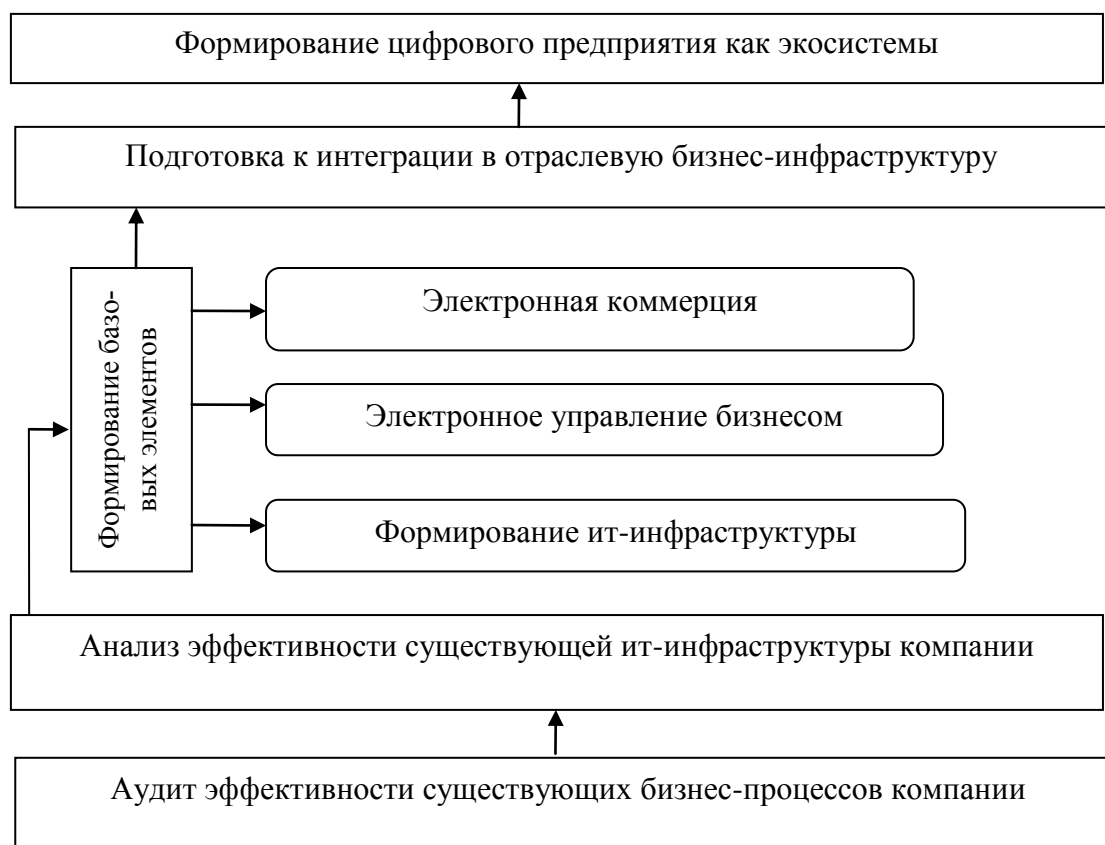 Формирование цифрового предприятия как экосистемы
Подготовка к интеграции в отраслевую бизнес-инфраструктуру
Формирование базо-
вых элементов
Электронная коммерция
Электронное управление бизнесом
Формирование ит-инфраструктуры
Анализ эффективности существующей ит-инфраструктуры компании
Аудит эффективности существующих бизнес-процессов компании